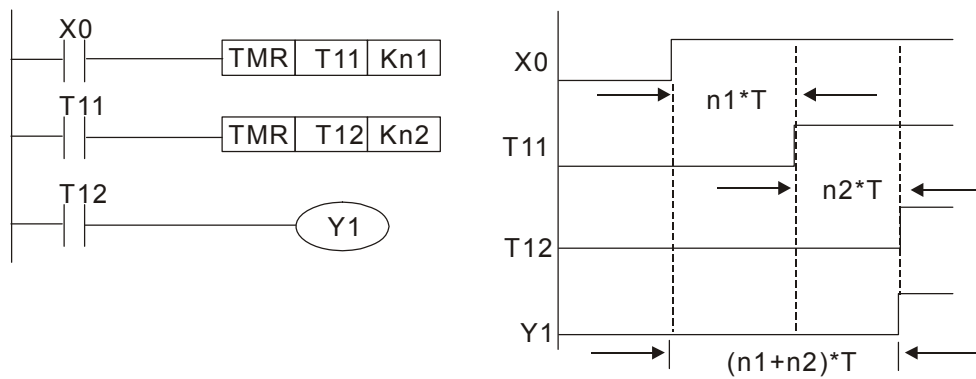 X0
TMR T11 Kn1
T11
TMR T12 Kn2
T12
Y1
X0
n1*T
T11
n2*T
T12
Y1
(n1+n2)*T